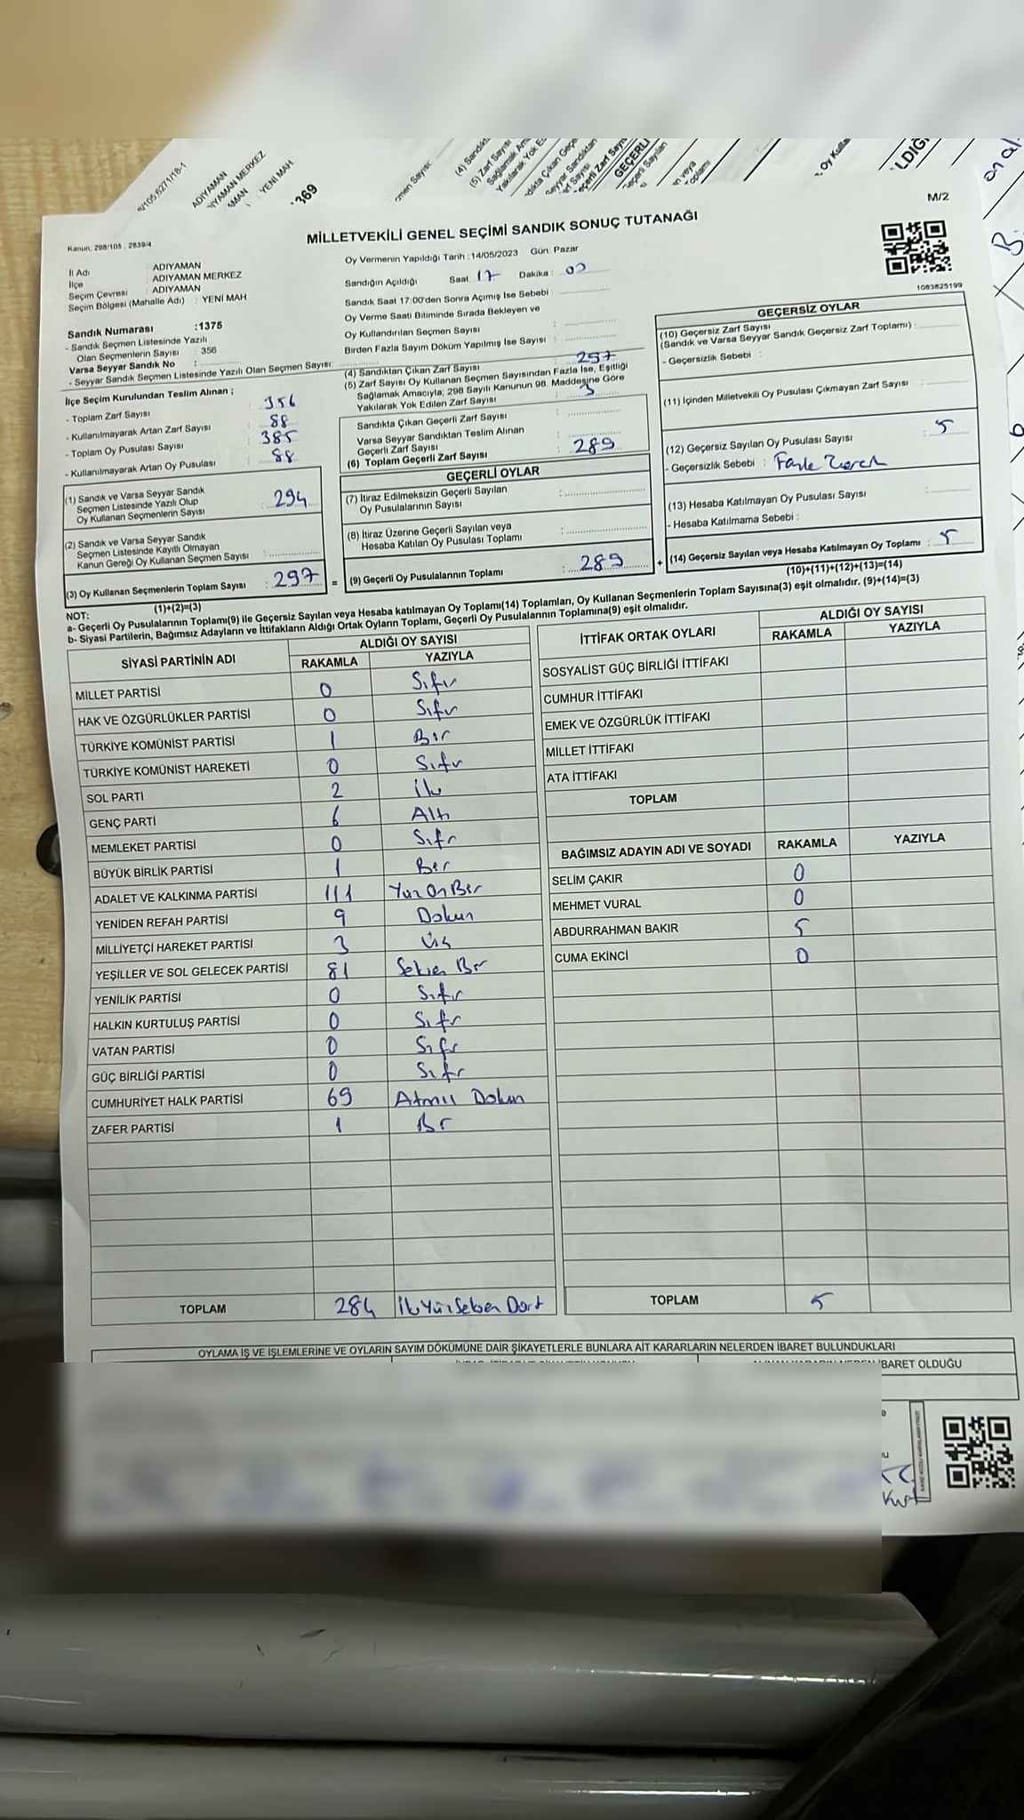 ADIYAMAN
ADIYAMAN MERKEZ
YENİ MAH
369
M/2
MİLLETVEKİLİ GENEL SEÇİMİ SANDIK SONUÇ TUTANAĞI
Oy Vermenin Yapıldığı Tarih :14/05/2023 Gün: Pazar
İl Adı : ADIYAMAN
İlçe : ADIYAMAN MERKEZ
Seçim Çevresi : ADIYAMAN
Seçim Bölgesi (Mahalle Adı) : YENİ MAH
Sandık Numarası :1375
- Sandık Seçmen Listesinde Yazılı
Olan Seçmenlerin Sayısı : 356
Varsa Seyyar Sandık No :
- Seyyar Sandık Seçmen Listesinde Yazılı Olan Seçmen Sayısı:
Sandığın Açıldığı Saat 17 Dakika : 00
Sandık Saat 17:00'den Sonra Açılmış İse Sebebi :
Oy Verme Saati Bitiminde Sırada Bekleyen ve
Oy Kullandırılan Seçmen Sayısı :
Birden Fazla Sayım Döküm Yapılmış İse Sayısı :
İlçe Seçim Kurulundan Teslim Alınan ;
- Toplam Zarf Sayısı : 356
- Kullanılmayarak Artan Zarf Sayısı : 88
- Toplam Oy Pusulası Sayısı : 385
- Kullanılmayarak Artan Oy Pusulası : 88
(4) Sandıktan Çıkan Zarf Sayısı : 297
(5) Zarf Sayısı Oy Kullanan Seçmen Sayısından Fazla İse, Eşitliği
Sağlamak Amacıyla; 298 Sayılı Kanunun 98. Maddesine Göre
Yakılarak Yok Edilen Zarf Sayısı : 3
Sandıkta Çıkan Geçerli Zarf Sayısı :
Varsa Seyyar Sandıktan Teslim Alınan
Geçerli Zarf Sayısı :
(6) Toplam Geçerli Zarf Sayısı : 289
(1) Sandık ve Varsa Seyyar Sandık
Seçmen Listesinde Yazılı Olup
Oy Kullanan Seçmenlerin Sayısı : 294
(2) Sandık ve Varsa Seyyar Sandık
Seçmen Listesinde Kayıtlı Olmayan
Kanun Gereği Oy Kullanan Seçmen Sayısı :
(3) Oy Kullanan Seçmenlerin Toplam Sayısı : 297
(1)+(2)=(3)
GEÇERLİ OYLAR
(7) İtiraz Edilmeksizin Geçerli Sayılan
Oy Pusulalarının Sayısı :
(8) İtiraz Üzerine Geçerli Sayılan veya
Hesaba Katılan Oy Pusulası Toplamı :
= (9) Geçerli Oy Pusulalarının Toplamı : 289
1083825199
GEÇERSİZ OYLAR
(10) Geçersiz Zarf Sayısı
(Sandık ve Varsa Seyyar Sandık Geçersiz Zarf Toplamı) :
- Geçersizlik Sebebi :
(11) İçinden Milletvekili Oy Pusulası Çıkmayan Zarf Sayısı :
(12) Geçersiz Sayılan Oy Pusulası Sayısı : 5
- Geçersizlik Sebebi :
(13) Hesaba Katılmayan Oy Pusulası Sayısı :
- Hesaba Katılmama Sebebi :
+ (14) Geçersiz Sayılan veya Hesaba Katılmayan Oy Toplamı : 5
(10)+(11)+(12)+(13)=(14)
NOT:
a- Geçerli Oy Pusulalarının Toplamı(9) ile Geçersiz Sayılan veya Hesaba katılmayan Oy Toplamı(14) Toplamları, Oy Kullanan Seçmenlerin Toplam Sayısına(3) eşit olmalıdır. (9)+(14)=(3)
b- Siyasi Partilerin, Bağımsız Adayların ve İttifakların Aldığı Ortak Oyların Toplamı, Geçerli Oy Pusulalarının Toplamına(9) eşit olmalıdır.
SİYASİ PARTİNİN ADI ALDIĞI OY SAYISI
RAKAMLA YAZIYLA
MİLLET PARTİSİ 0 Sıfır
HAK VE ÖZGÜRLÜKLER PARTİSİ 0 Sıfır
TÜRKİYE KOMÜNİST PARTİSİ 1 Bir
TÜRKİYE KOMÜNİST HAREKETİ 0 Sıfır
SOL PARTİ 2 iki
GENÇ PARTİ 6 Altı
MEMLEKET PARTİSİ 0 Sıfır
BÜYÜK BİRLİK PARTİSİ 1 Bir
ADALET VE KALKINMA PARTİSİ 111 Yüz On Bir
YENİDEN REFAH PARTİSİ 9 Dokuz
MİLLİYETÇİ HAREKET PARTİSİ 3 Üç
YEŞİLLER VE SOL GELECEK PARTİSİ 81 Seksen Bir
YENİLİK PARTİSİ 0 Sıfır
HALKIN KURTULUŞ PARTİSİ 0 Sıfır
VATAN PARTİSİ 0 Sıfır
GÜÇ BİRLİĞİ PARTİSİ 0 Sıfır
CUMHURİYET HALK PARTİSİ 69 Atmış Dokuz
ZAFER PARTİSİ 1 Bir
TOPLAM 284 İki Yüz Seksen Dört
İTTİFAK ORTAK OYLARI ALDIĞI OY SAYISI
RAKAMLA YAZIYLA
SOSYALİST GÜÇ BİRLİĞİ İTTİFAKI
CUMHUR İTTİFAKI
EMEK VE ÖZGÜRLÜK İTTİFAKI
MİLLET İTTİFAKI
ATA İTTİFAKI
TOPLAM
BAĞIMSIZ ADAYIN ADI VE SOYADI RAKAMLA YAZIYLA
SELİM ÇAKIR 0
MEHMET VURAL 0
ABDURRAHMAN BAKIR 5
CUMA EKİNCİ 0
TOPLAM 5
OYLAMA İŞ VE İŞLEMLERİNE VE OYLARIN SAYIM DÖKÜMÜNE DAİR ŞİKAYETLERLE BUNLARA AİT KARARLARIN NELERDEN İBARET BULUNDUKLARI
İBARET OLDUĞU